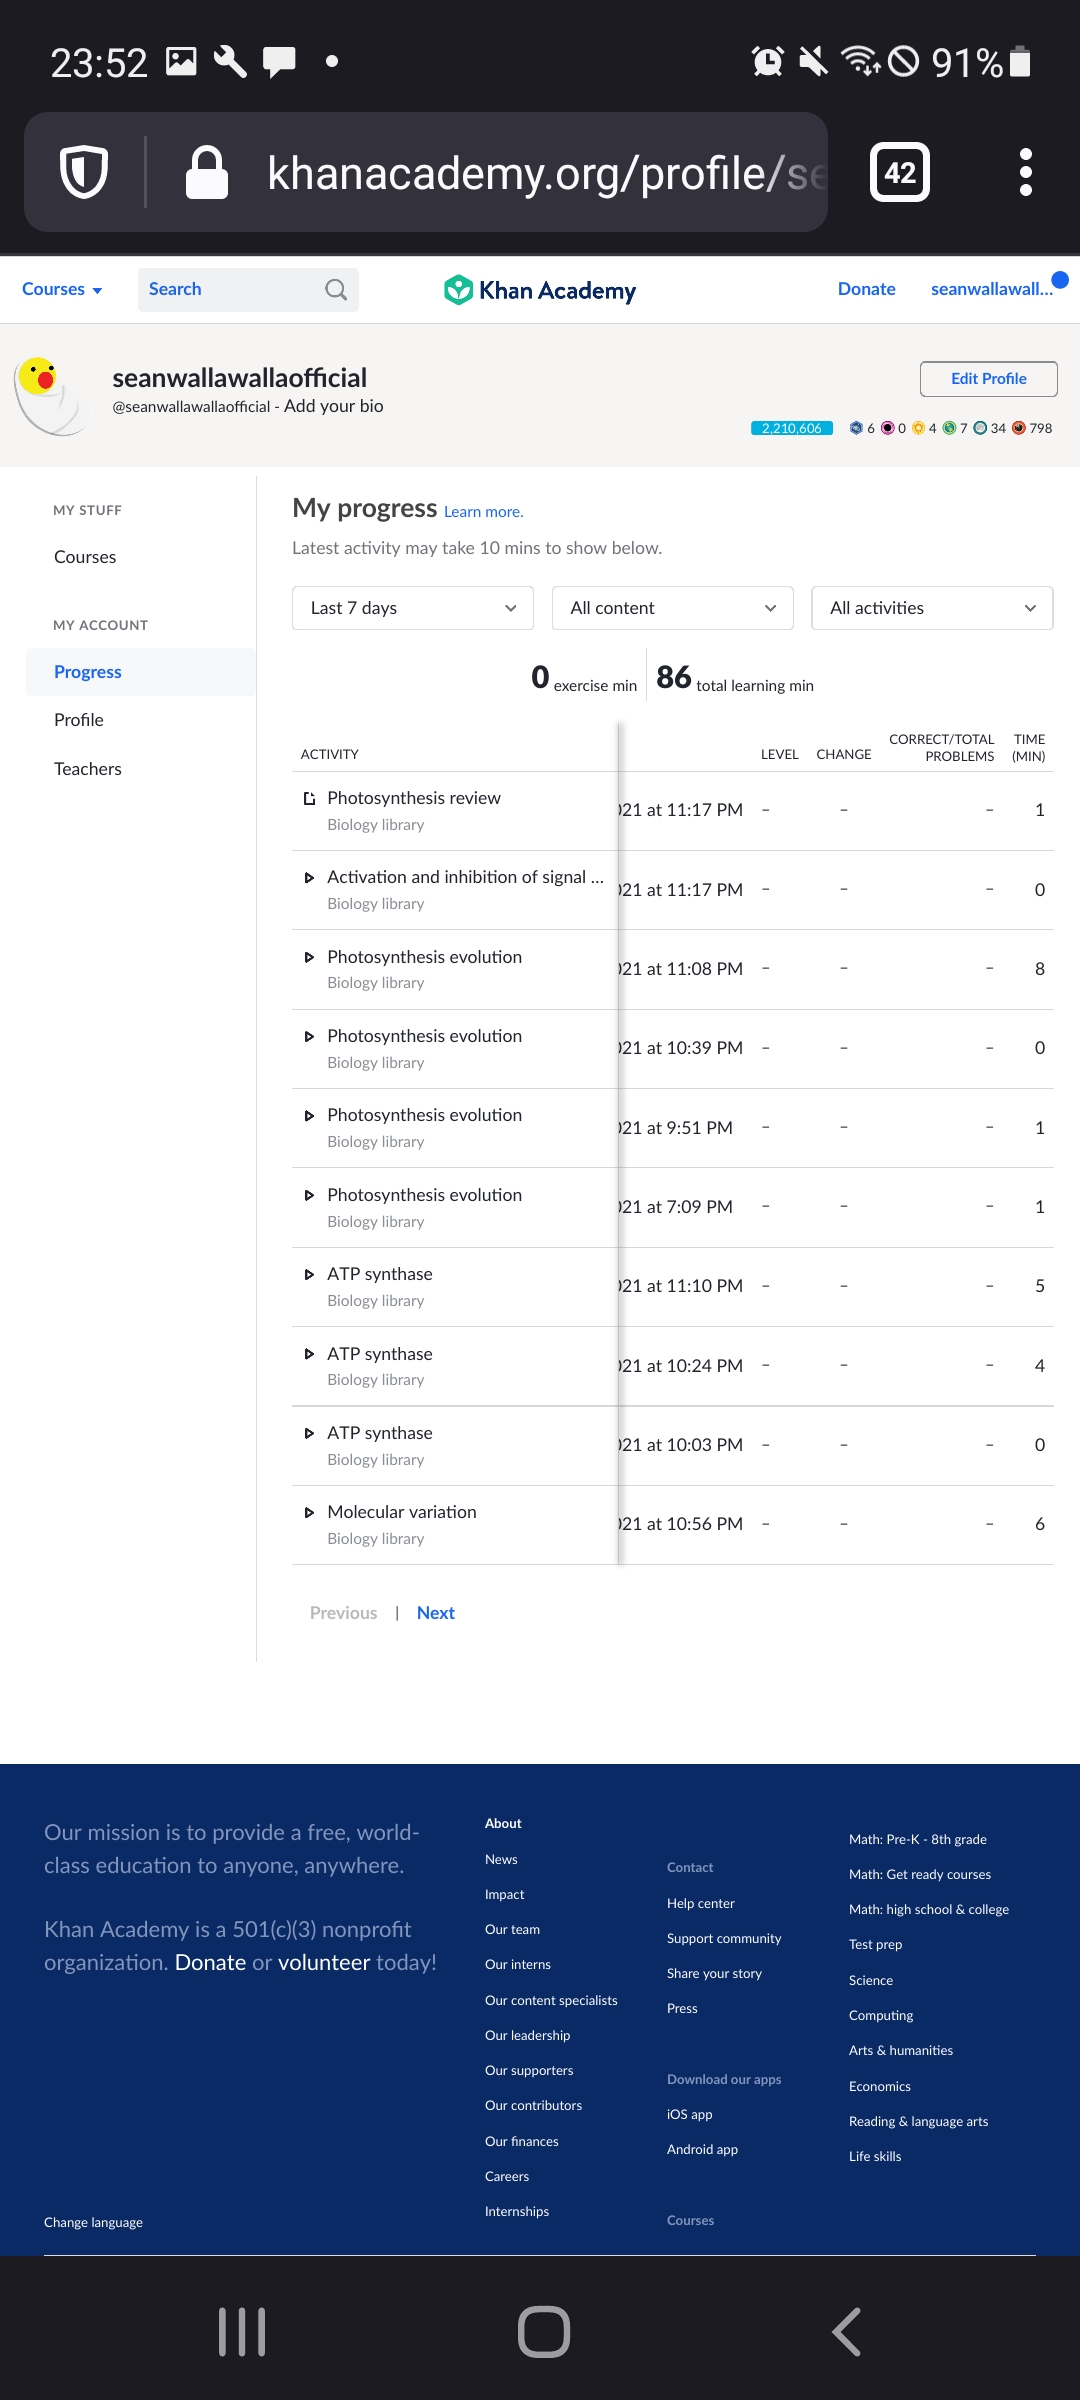 23:52
91%
khanacademy.org/profile/se
42
Courses
Search
Khan Academy
Donate
seanwallawall...
seanwallawallaofficial
@seanwallawallaofficial - Add your bio
Edit Profile
2,210,606
6
0
4
7
34
798
MY STUFF
Courses
MY ACCOUNT
Progress
Profile
Teachers
My progress Learn more.
Latest activity may take 10 mins to show below.
Last 7 days
All content
All activities
0 exercise min
86 total learning min
ACTIVITY
LEVEL
CHANGE
CORRECT/TOTAL
PROBLEMS
TIME
(MIN)
Photosynthesis review
Biology library
021 at 11:17 PM – – – 1
Activation and inhibition of signal ...
Biology library
021 at 11:17 PM – – – 0
Photosynthesis evolution
Biology library
021 at 11:08 PM – – – 8
Photosynthesis evolution
Biology library
021 at 10:39 PM – – – 0
Photosynthesis evolution
Biology library
021 at 9:51 PM – – – 1
Photosynthesis evolution
Biology library
021 at 7:09 PM – – – 1
ATP synthase
Biology library
021 at 11:10 PM – – – 5
ATP synthase
Biology library
021 at 10:24 PM – – – 4
ATP synthase
Biology library
021 at 10:03 PM – – – 0
Molecular variation
Biology library
021 at 10:56 PM – – – 6
Previous | Next
Our mission is to provide a free, world-
class education to anyone, anywhere.
Khan Academy is a 501(c)(3) nonprofit
organization. Donate or volunteer today!
Change language
About
News
Impact
Our team
Our interns
Our content specialists
Our leadership
Our supporters
Our contributors
Our finances
Careers
Internships
Contact
Help center
Support community
Share your story
Press
Download our apps
iOS app
Android app
Courses
Math: Pre-K - 8th grade
Math: Get ready courses
Math: high school & college
Test prep
Science
Computing
Arts & humanities
Economics
Reading & language arts
Life skills